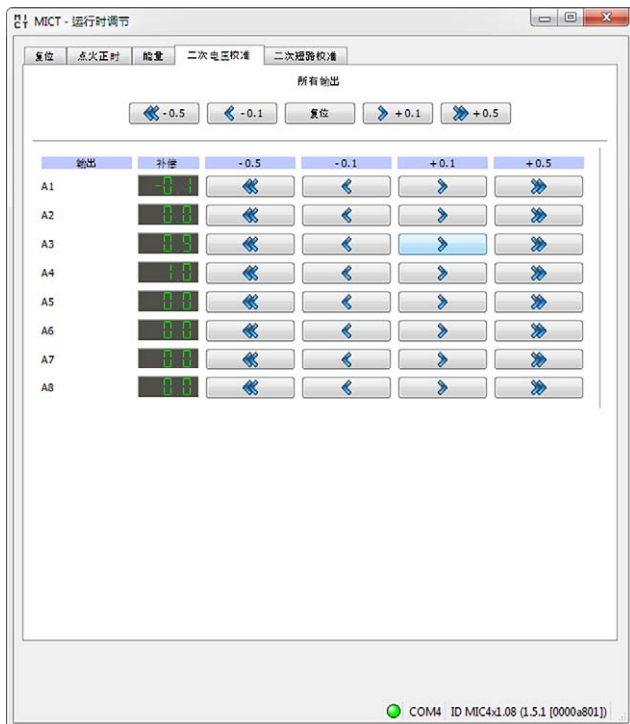 MICT - 运行时调节
复位 点火正时 能量 二次电压校准 二次短路校准
所有输出
- 0.5 - 0.1 复位 + 0.1 + 0.5
输出 补偿 - 0.5 - 0.1 + 0.1 + 0.5
A1 -0 1
A2 0 0
A3 0 9
A4 1 0
A5 0 0
A6 0 0
A7 0 0
A8 0 0
COM4 ID MIC4x1.08 (1.5.1 [0000a801])